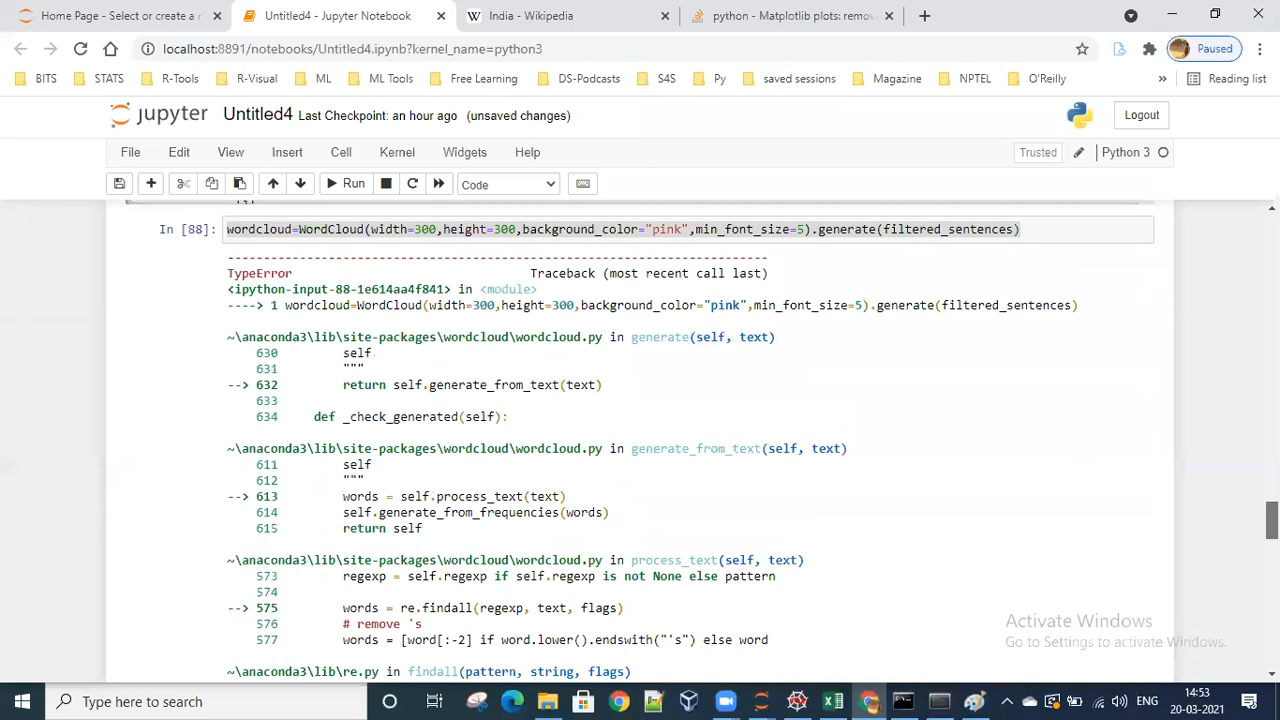 Home Page - Select or create a n
Untitled4 - Jupyter Notebook
India - Wikipedia
python - Matplotlib plots: remov
localhost:8891/notebooks/Untitled4.ipynb?kernel_name=python3
Paused
BITS STATS R-Tools R-Visual ML ML Tools Free Learning DS-Podcasts S4S Py saved sessions Magazine NPTEL O'Reilly » Reading list
jupyter Untitled4 Last Checkpoint: an hour ago (unsaved changes)
Logout
File Edit View Insert Cell Kernel Widgets Help Trusted Python 3
Run Code
In [88]: wordcloud=WordCloud(width=300,height=300,background_color="pink",min_font_size=5).generate(filtered_sentences)
---------------------------------------------------------------------------
TypeError Traceback (most recent call last)
<ipython-input-88-1e614aa4f841> in <module>
----> 1 wordcloud=WordCloud(width=300,height=300,background_color="pink",min_font_size=5).generate(filtered_sentences)
~\anaconda3\lib\site-packages\wordcloud\wordcloud.py in generate(self, text)
630 self
631 """
--> 632 return self.generate_from_text(text)
633
634 def _check_generated(self):
~\anaconda3\lib\site-packages\wordcloud\wordcloud.py in generate_from_text(self, text)
611 self
612 """
--> 613 words = self.process_text(text)
614 self.generate_from_frequencies(words)
615 return self
~\anaconda3\lib\site-packages\wordcloud\wordcloud.py in process_text(self, text)
573 regexp = self.regexp if self.regexp is not None else pattern
574
--> 575 words = re.findall(regexp, text, flags)
576 # remove 's
577 words = [word[:-2] if word.lower().endswith("'s") else word
~\anaconda3\lib\re.py in findall(pattern, string, flags)
Activate Windows
Go to Settings to activate Windows.
Type here to search
ENG
14:53
20-03-2021